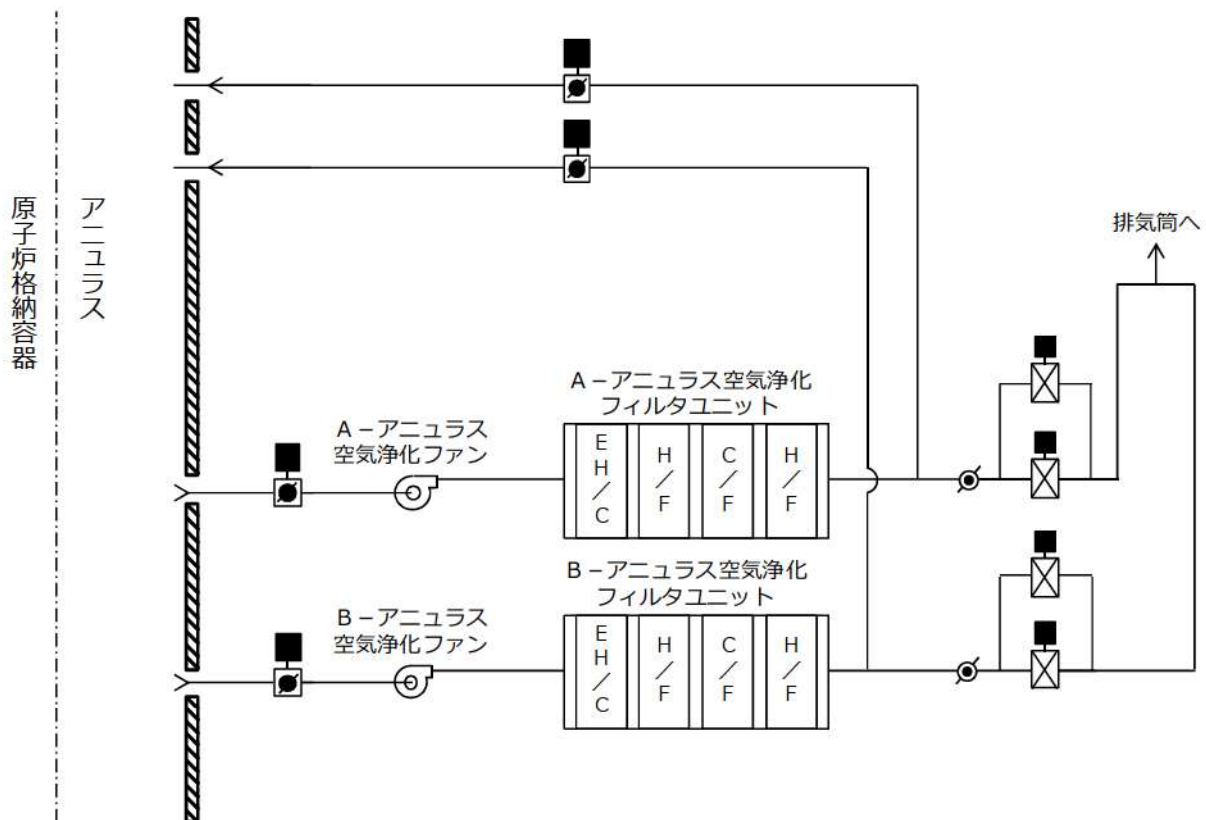 原子炉格納容器
アニュラス
排気筒へ
A－アニュラス空気浄化
フィルタユニット
A－アニュラス
空気浄化ファン
EH/C
H/F
C/F
H/F
B－アニュラス空気浄化
フィルタユニット
B－アニュラス
空気浄化ファン
EH/C
H/F
C/F
H/F